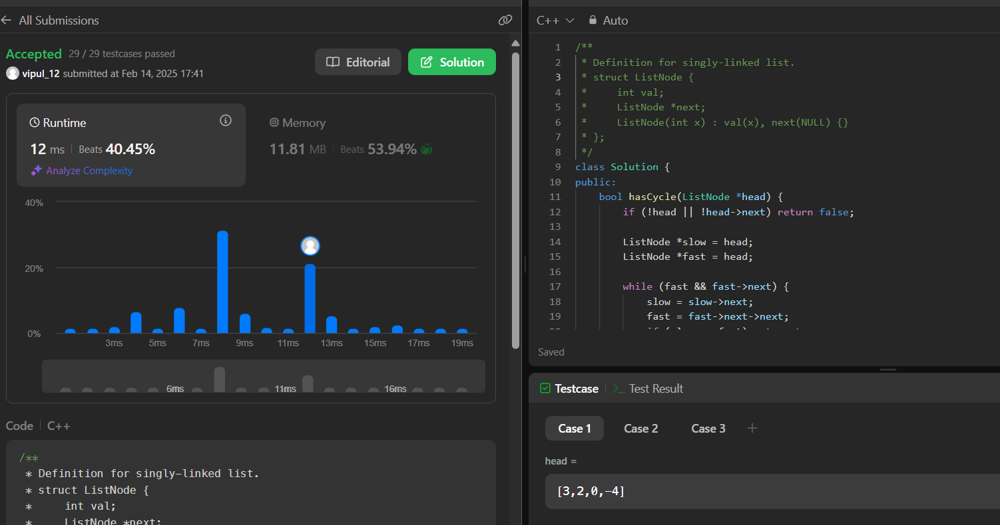 All Submissions
Accepted 29 / 29 testcases passed
vipul_12 submitted at Feb 14, 2025 17:41
Editorial
Solution
Runtime
12 ms | Beats 40.45%
Analyze Complexity
Memory
11.81 MB | Beats 53.94%
40%
20%
0%
3ms 5ms 7ms 9ms 11ms 13ms 15ms 17ms 19ms
6ms 11ms 16ms
Code | C++
/**
* Definition for singly-linked list.
* struct ListNode {
*     int val;
*     ListNode *next;
C++ Auto
1 /**
2 * Definition for singly-linked list.
3 * struct ListNode {
4 *     int val;
5 *     ListNode *next;
6 *     ListNode(int x) : val(x), next(NULL) {}
7 * };
8 */
9 class Solution {
10 public:
11     bool hasCycle(ListNode *head) {
12         if (!head || !head->next) return false;
13
14         ListNode *slow = head;
15         ListNode *fast = head;
16
17         while (fast && fast->next) {
18             slow = slow->next;
19             fast = fast->next->next;
Saved
Testcase | >_ Test Result
Case 1 Case 2 Case 3 +
head =
[3,2,0,-4]